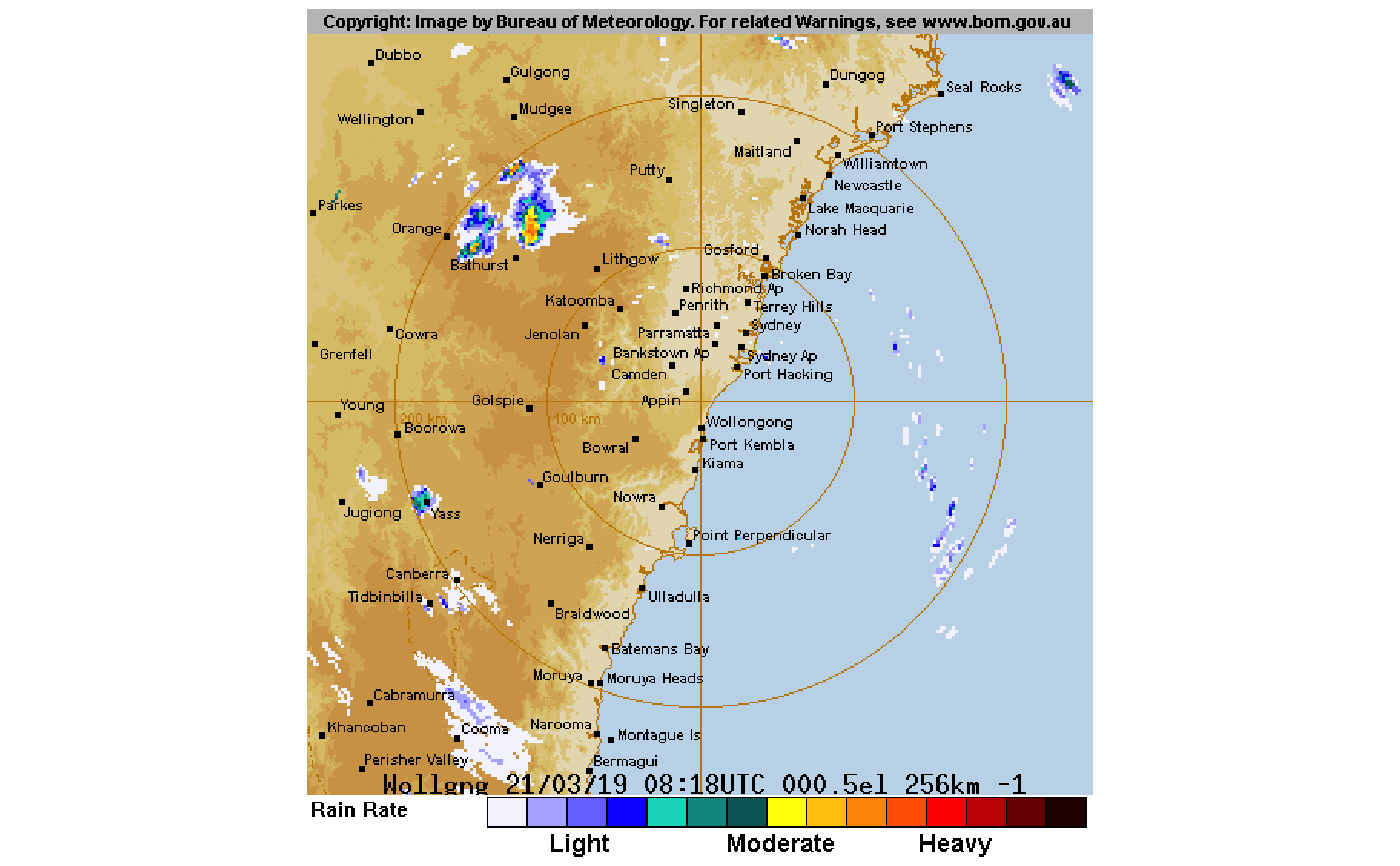 Copyright: Image by Bureau of Meteorology. For related Warnings, see www.bom.gov.au
Dubbo
Gulgong
Dungog
Seal Rocks
Singleton
Mudgee
Wellington
Port Stephens
Maitland
Williamtown
Putty
Newcastle
Parkes
Lake Macquarie
Orange
Norah Head
Gosford
Lithgow
Bathurst
Broken Bay
Richmond Ap
Katoomba
Penrith
Terrey Hills
Cowra
Jenolan
Parramatta
Sydney
Grenfell
Bankstown Ap
Sydney Ap
Camden
Port Hacking
Young
Golspie
Appin
200 km
100 km
Boorowa
Wollongong
Bowral
Port Kembla
Kiama
Goulburn
Nowra
Jugiong
Yass
Nerriga
Point Perpendicular
Canberra
Tidbinbilla
Ulladulla
Braidwood
Batemans Bay
Moruya
Moruya Heads
Cabramurra
Khancoban
Cooma
Narooma
Montague Is
Perisher Valley
Bermagui
Wollgng 21/03/19 08:18UTC 000.5el 256km -1
Rain Rate
Light Moderate Heavy